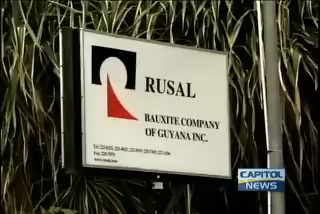 RUSAL
BAUXITE COMPANY
OF GUYANA INC.
CAPITOL
NEWS